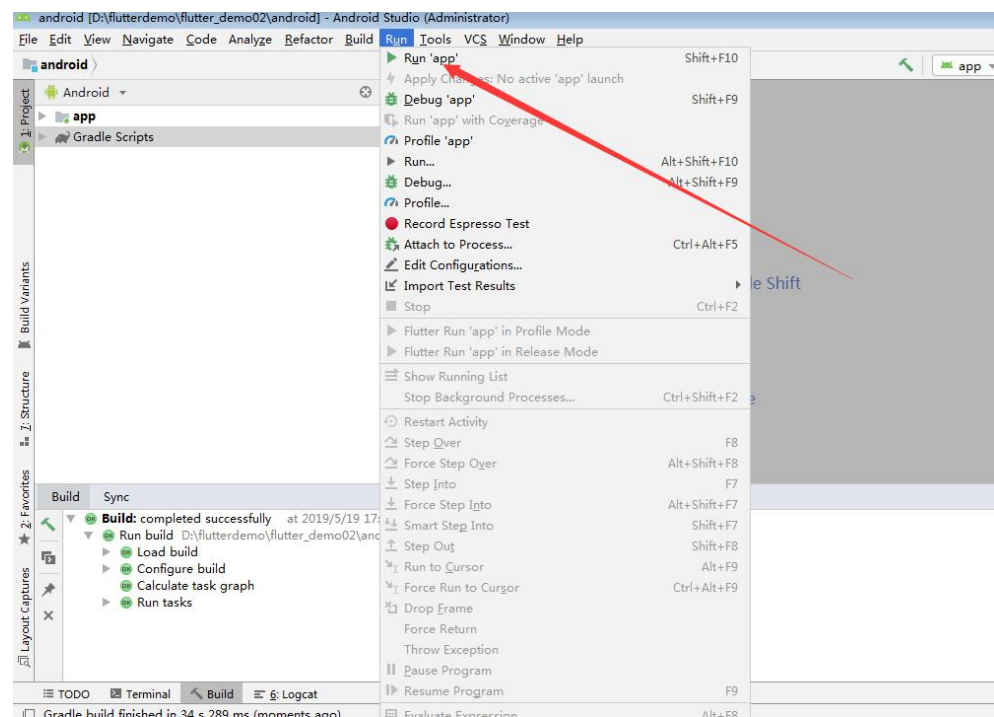 android [D:\flutterdemo\flutter_demo02\android] - Android Studio (Administrator)
File Edit View Navigate Code Analyze Refactor Build Run Tools VCS Window Help
android
app
1: Project
Android
app
Gradle Scripts
Run 'app' Shift+F10
Apply Changes: No active 'app' launch
Debug 'app' Shift+F9
Run 'app' with Coverage
Profile 'app'
Run... Alt+Shift+F10
Debug... Alt+Shift+F9
Profile...
Record Espresso Test
Attach to Process... Ctrl+Alt+F5
Edit Configurations...
Import Test Results
Stop Ctrl+F2
Flutter Run 'app' in Profile Mode
Flutter Run 'app' in Release Mode
Show Running List
Stop Background Processes... Ctrl+Shift+F2
Restart Activity
Step Over F8
Force Step Over Alt+Shift+F8
Step Into F7
Force Step Into Alt+Shift+F7
Smart Step Into Shift+F7
Step Out Shift+F8
Run to Cursor Alt+F9
Force Run to Cursor Ctrl+Alt+F9
Drop Frame
Force Return
Throw Exception
Pause Program
Resume Program F9
Evaluate Expression Alt+F8
Shift
Build Variants
7: Structure
2: Favorites
Layout Captures
Build Sync
Build: completed successfully at 2019/5/19 17:
Run build D:\flutterdemo\flutter_demo02\and
Load build
Configure build
Calculate task graph
Run tasks
TODO Terminal Build 6: Logcat
Gradle build finished in 34 s 289 ms (moments ago)